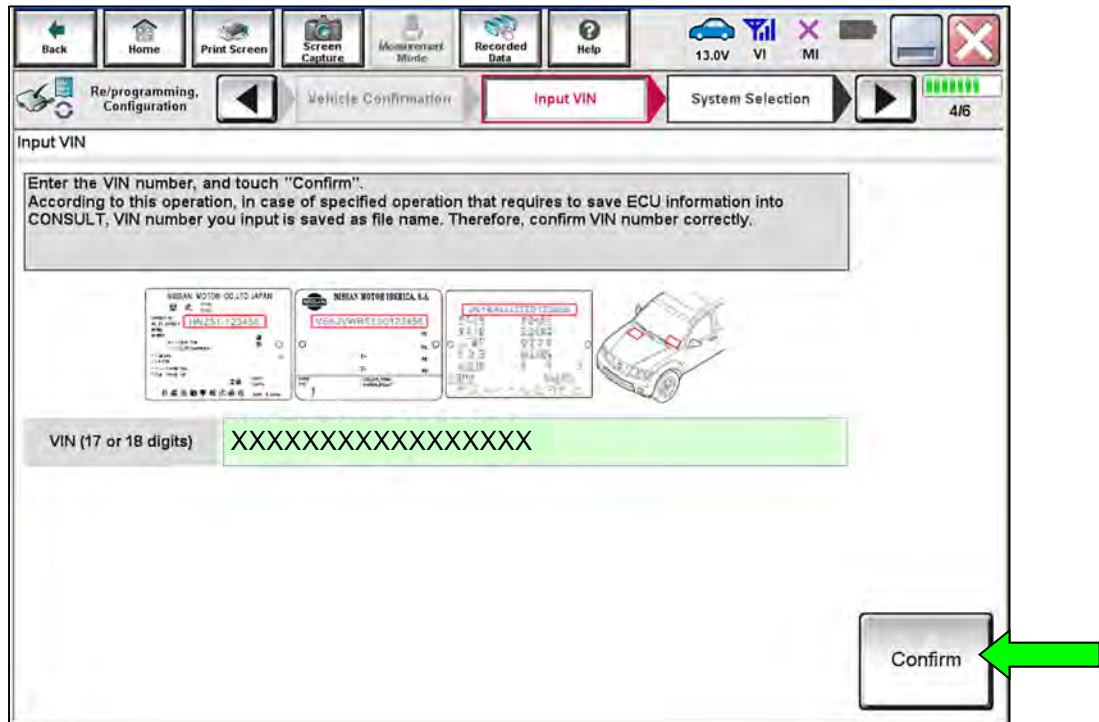 Back
Home
Print Screen
Screen Capture
Measurement Mode
Recorded Data
Help
13.0V
VI
MI
Re/programming, Configuration
Vehicle Confirmation
Input VIN
System Selection
4/6
Input VIN
Enter the VIN number, and touch "Confirm".
According to this operation, in case of specified operation that requires to save ECU information into
CONSULT, VIN number you input is saved as file name. Therefore, confirm VIN number correctly.
NISSAN MOTOR CO.,LTD JAPAN
NISSAN MOTOR IBERICA, S.A.
VIN (17 or 18 digits)
XXXXXXXXXXXXXXXXX
Confirm